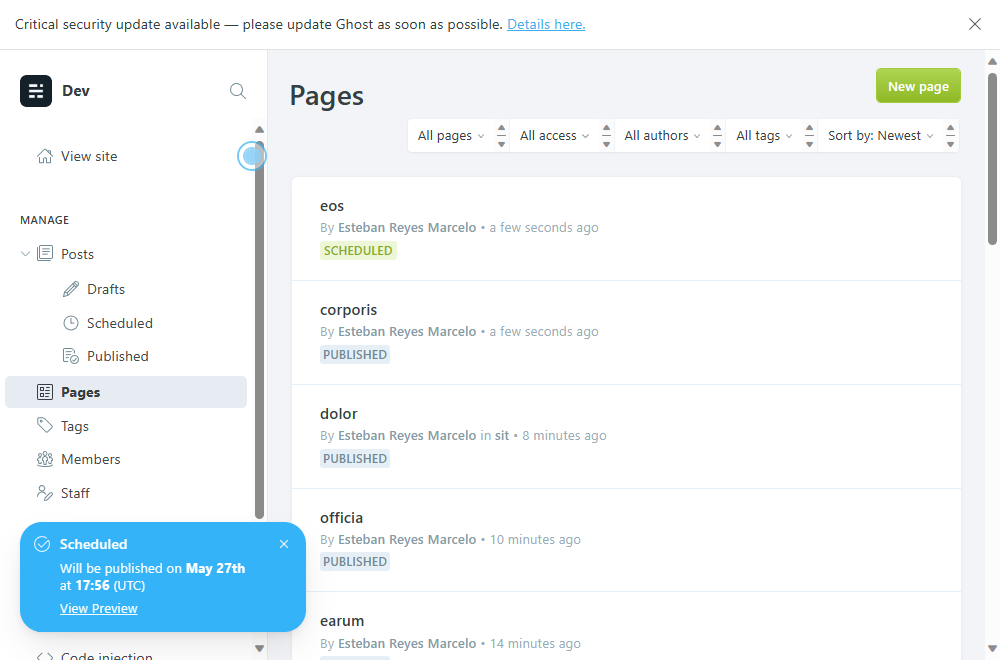 Critical security update available — please update Ghost as soon as possible. Details here.
Dev
View site
MANAGE
Posts
Drafts
Scheduled
Published
Pages
Tags
Members
Staff
Scheduled
Will be published on May 27th
at 17:56 (UTC)
View Preview
Code injection
Pages
New page
All pages
All access
All authors
All tags
Sort by: Newest
eos
By Esteban Reyes Marcelo • a few seconds ago
SCHEDULED
corporis
By Esteban Reyes Marcelo • a few seconds ago
PUBLISHED
dolor
By Esteban Reyes Marcelo in sit • 8 minutes ago
PUBLISHED
officia
By Esteban Reyes Marcelo • 10 minutes ago
PUBLISHED
earum
By Esteban Reyes Marcelo • 14 minutes ago